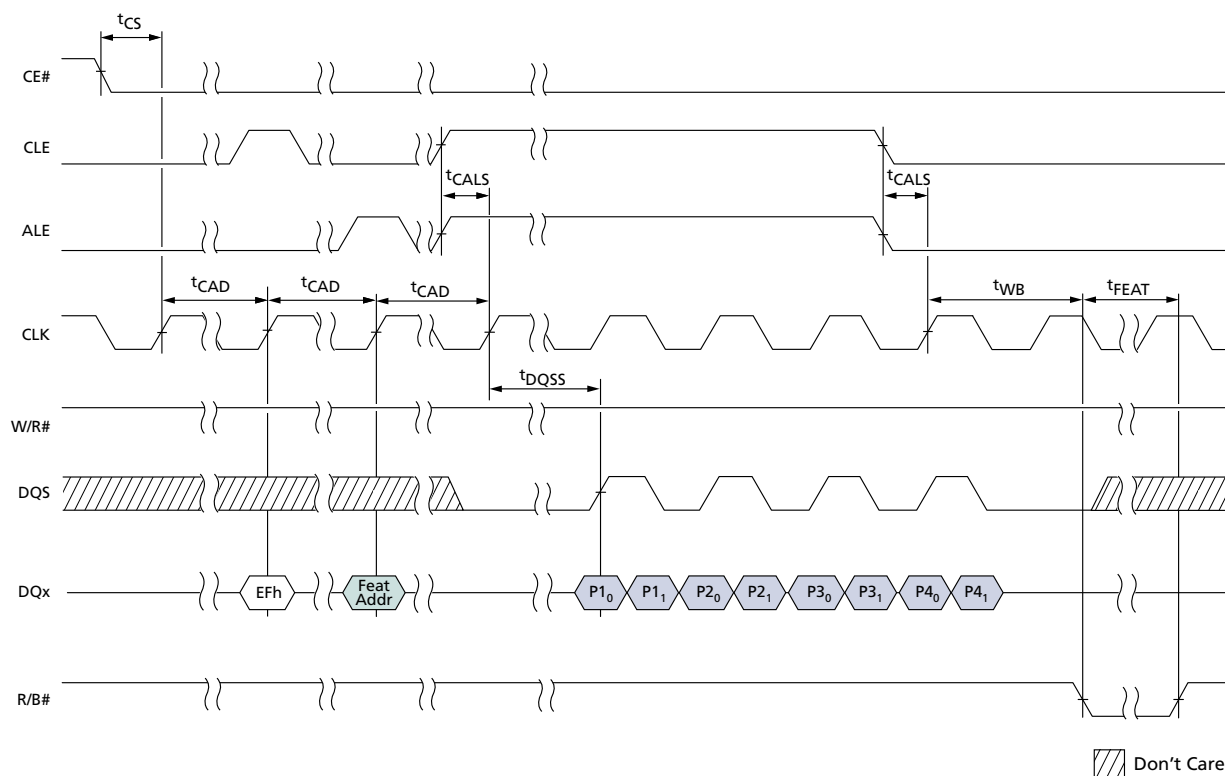 tCS
CE#
CLE
tCALS
tCALS
ALE
tCAD
tCAD
tCAD
tWB
tFEAT
CLK
tDQSS
W/R#
DQS
DQx
EFh
Feat
Addr
P1₀
P1₁
P2₀
P2₁
P3₀
P3₁
P4₀
P4₁
R/B#
Don't Care